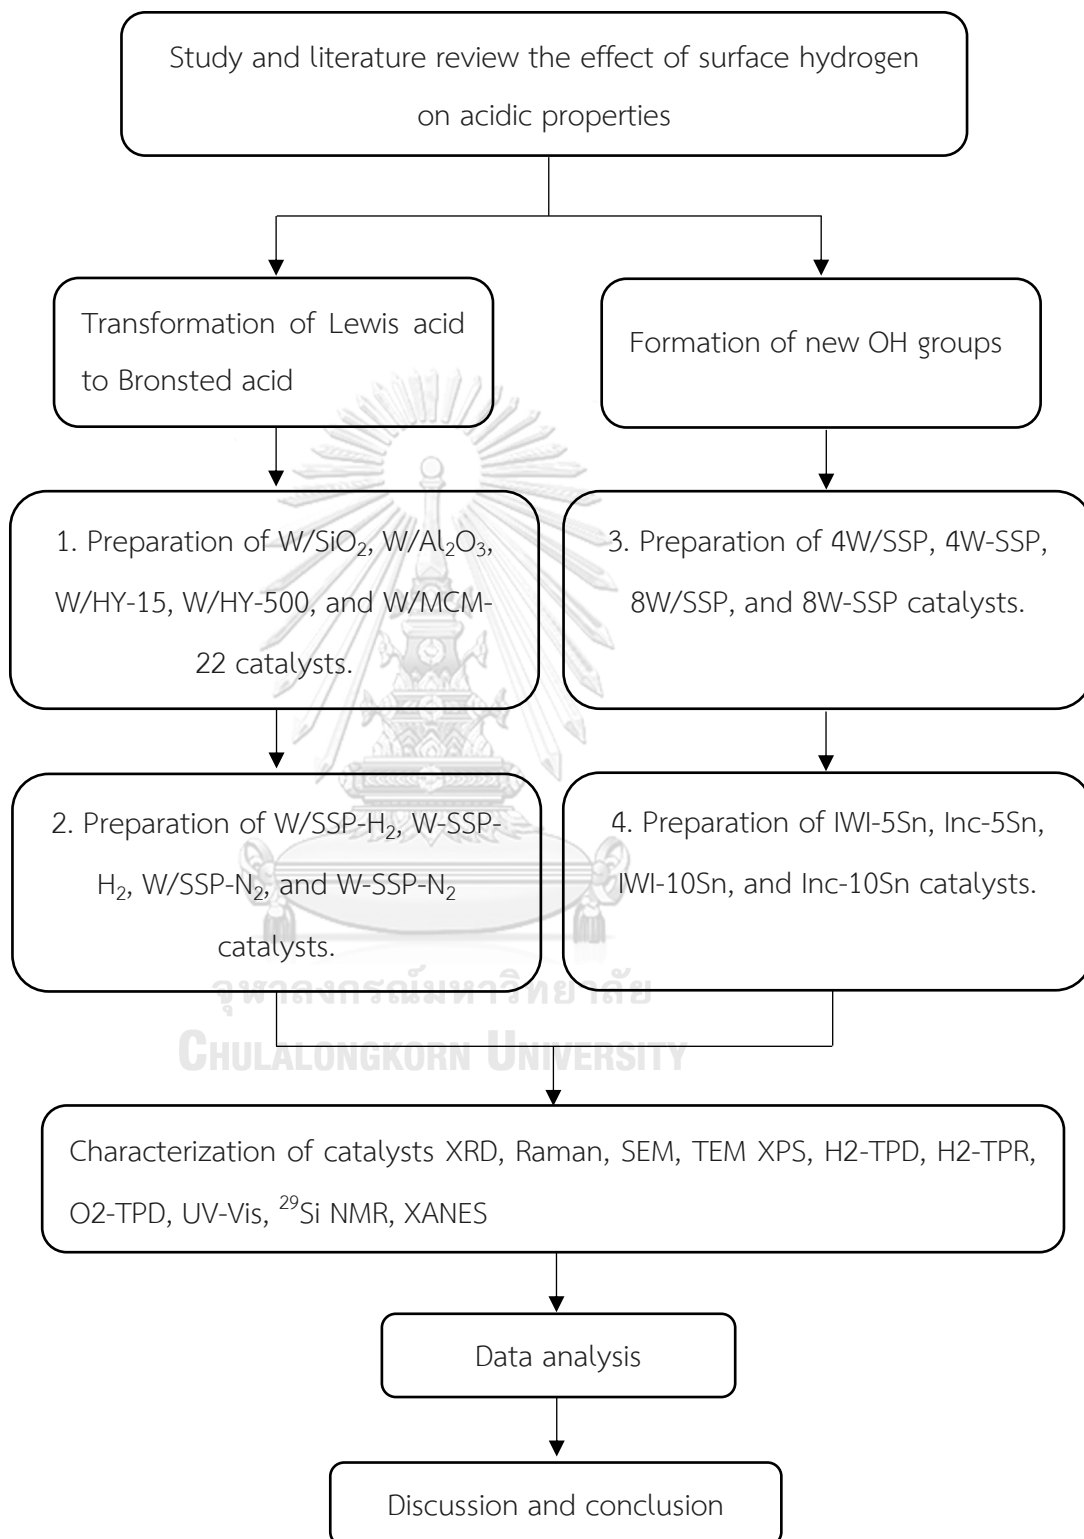 Study and literature review the effect of surface hydrogen
on acidic properties
Transformation of Lewis acid
to Bronsted acid
Formation of new OH groups
1. Preparation of W/SiO₂, W/Al₂O₃,
W/HY-15, W/HY-500, and W/MCM-
22 catalysts.
3. Preparation of 4W/SSP, 4W-SSP,
8W/SSP, and 8W-SSP catalysts.
2. Preparation of W/SSP-H₂, W-SSP-
H₂, W/SSP-N₂, and W-SSP-N₂
catalysts.
4. Preparation of IWI-5Sn, Inc-5Sn,
IWI-10Sn, and Inc-10Sn catalysts.
จุฬาลงกรณ์มหาวิทยาลัย
CHULALONGKORN UNIVERSITY
Characterization of catalysts XRD, Raman, SEM, TEM XPS, H2-TPD, H2-TPR,
O2-TPD, UV-Vis, ²⁹Si NMR, XANES
Data analysis
Discussion and conclusion